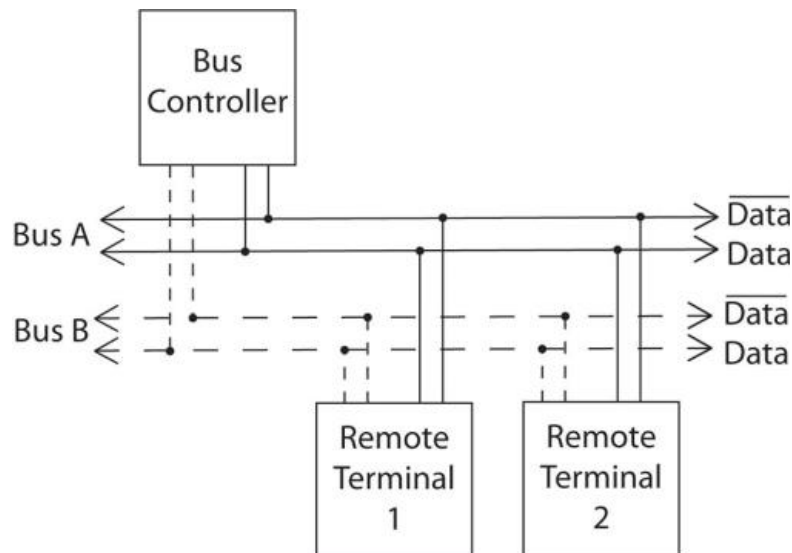 Bus
Controller
Bus A
Data
Data
Bus B
Data
Data
Remote
Terminal
1
Remote
Terminal
2